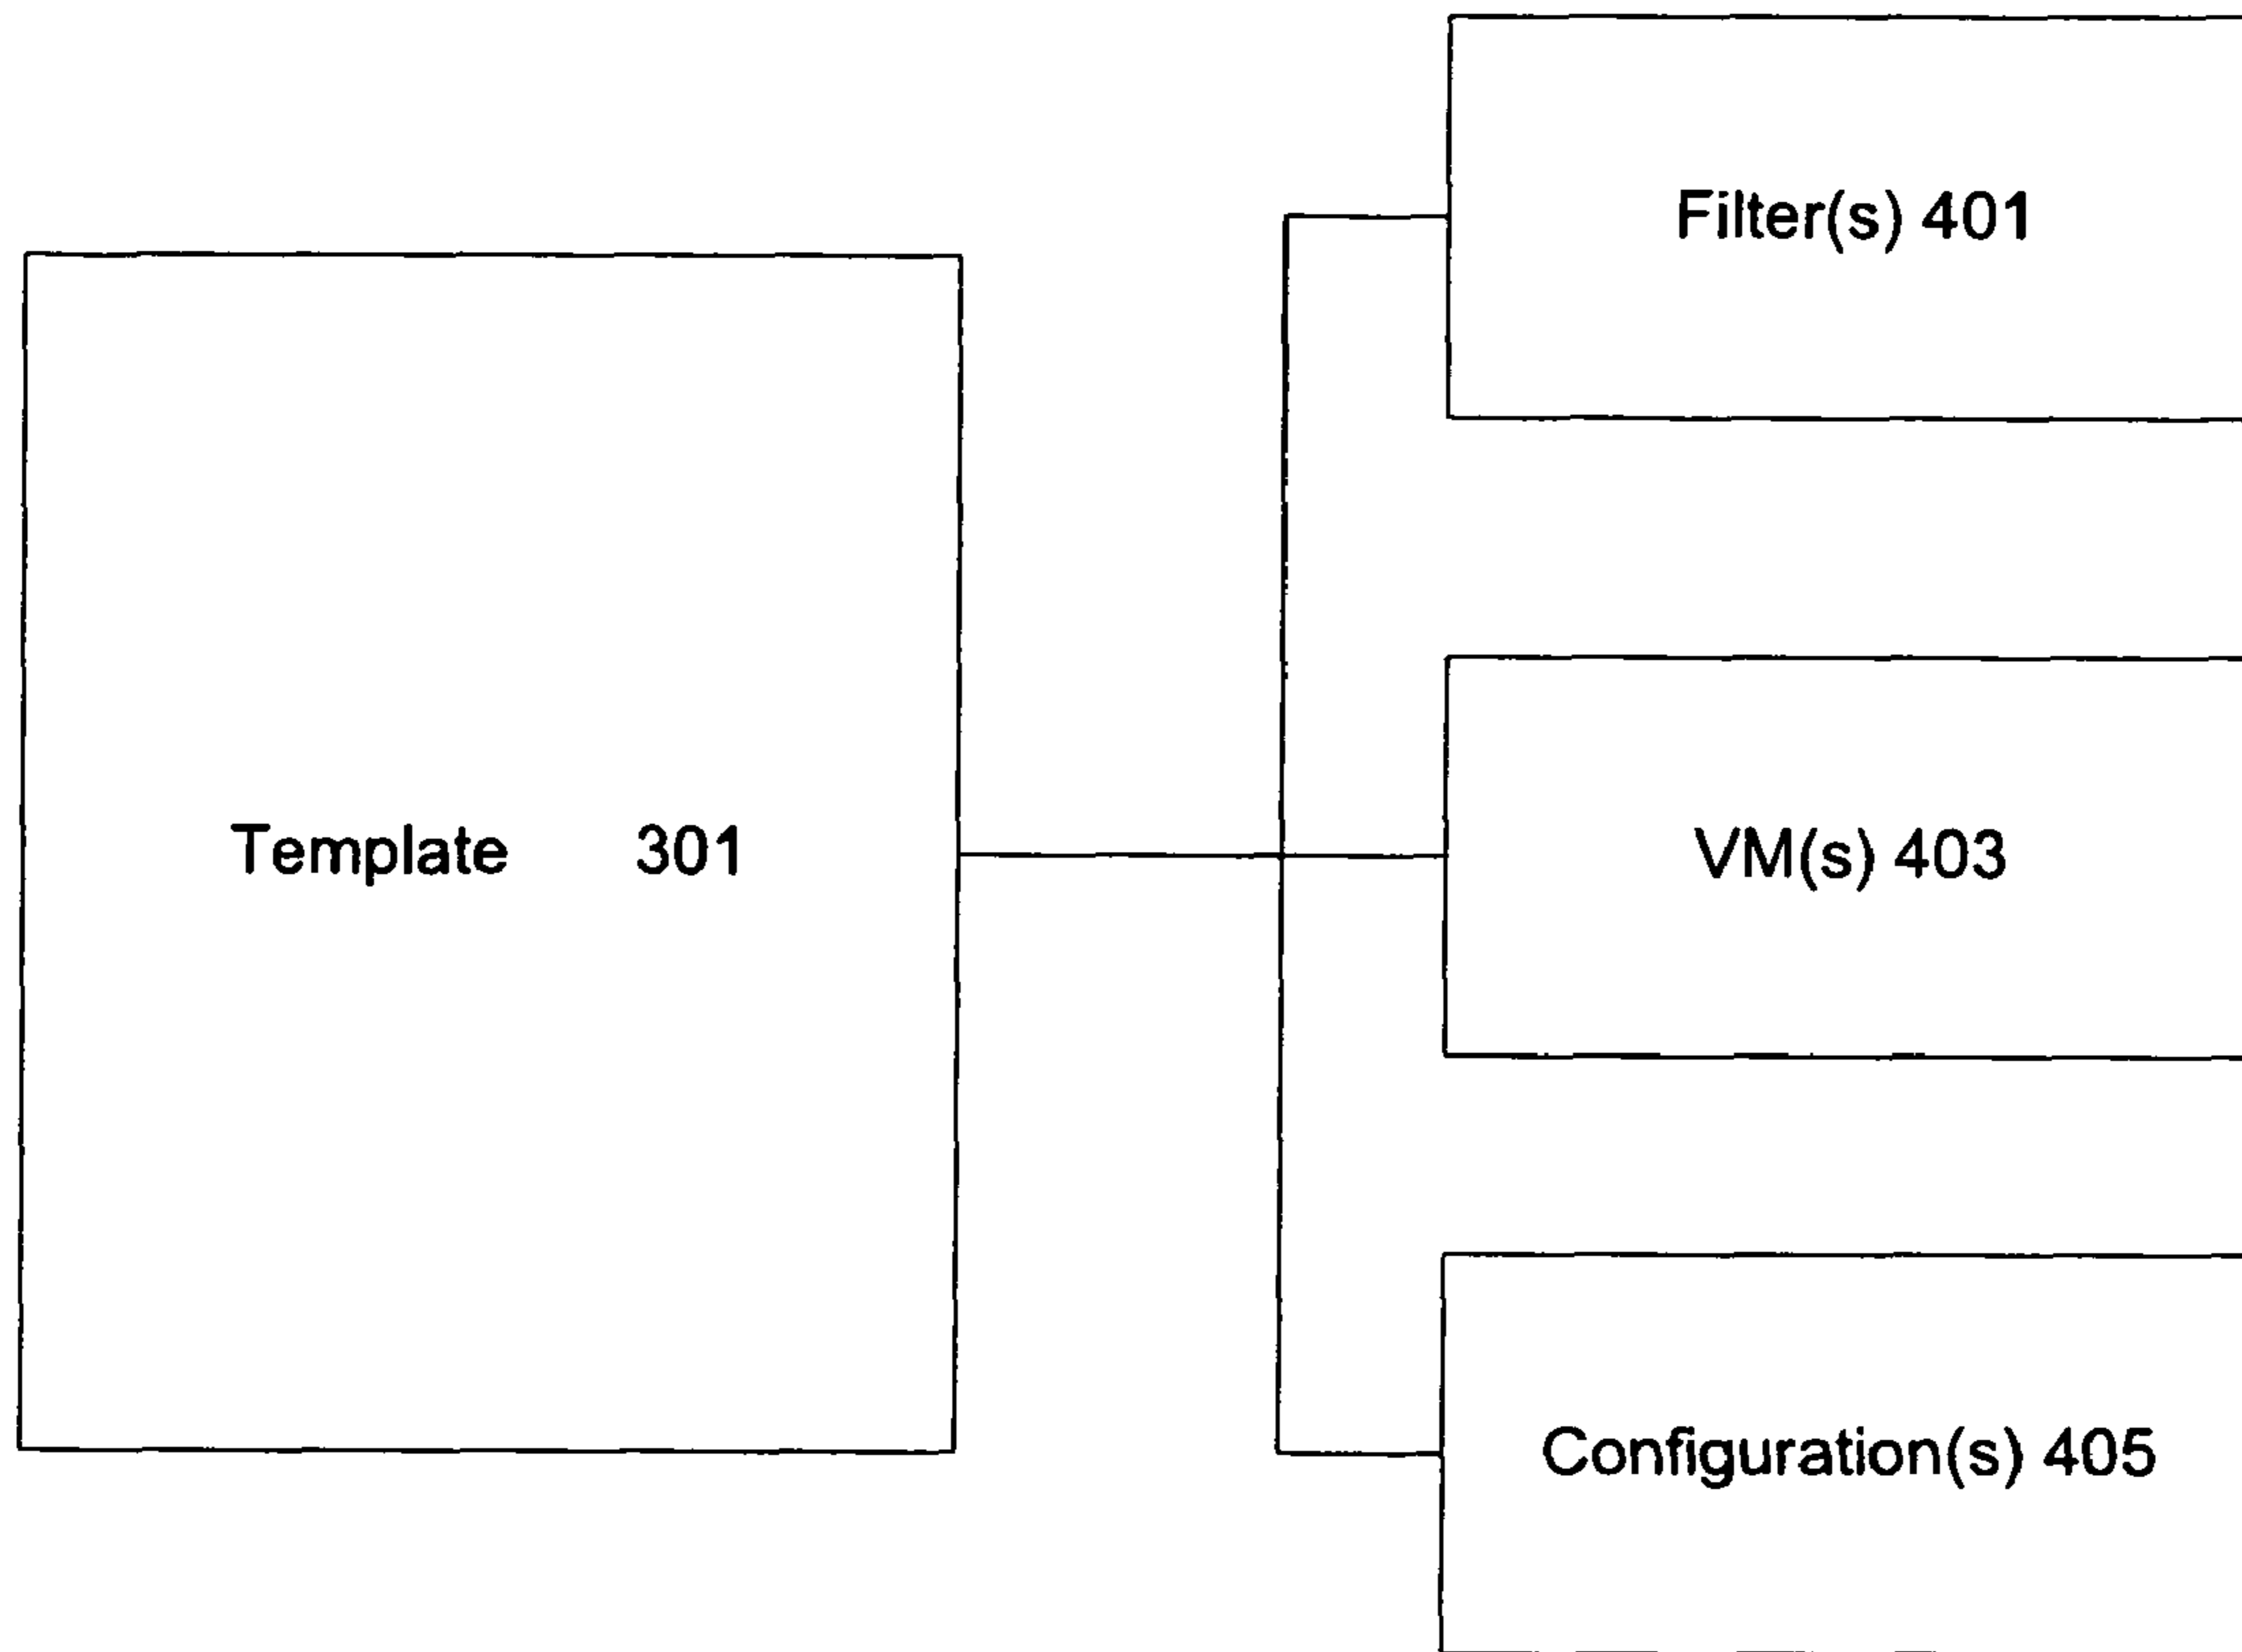 Filter(s) 401
Template 301
VM(s) 403
Configuration(s) 405